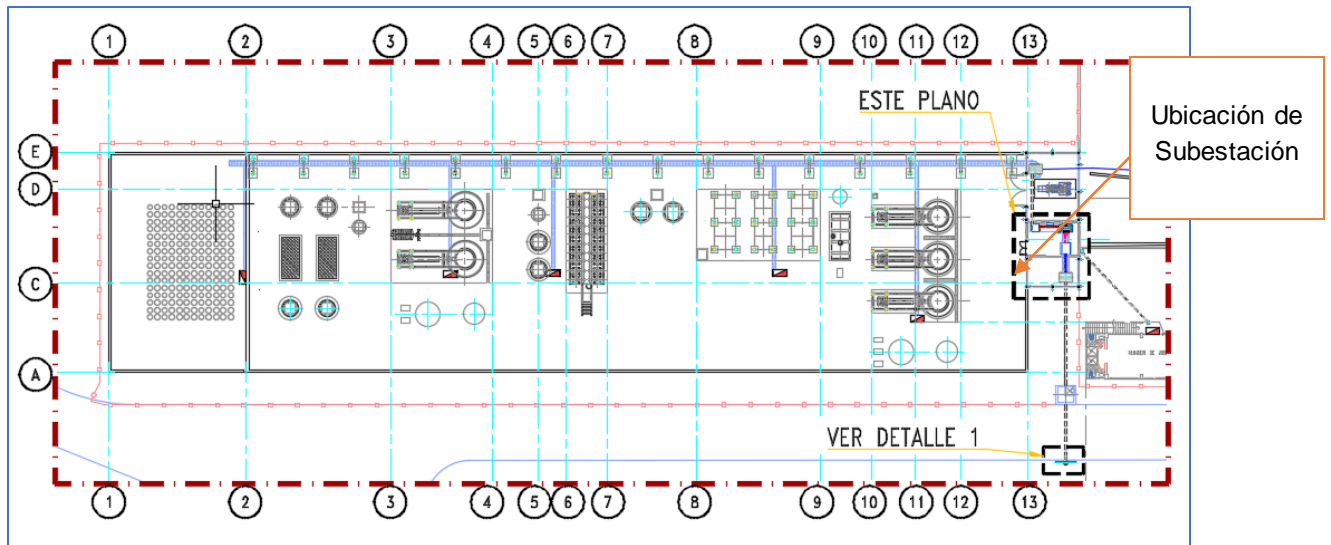 1 2 3 4 5 6 7 8 9 10 11 12 13
ESTE PLANO
Ubicación de
Subestación
E
D
C
A
VER DETALLE 1
1 2 3 4 5 6 7 8 9 10 11 12 13